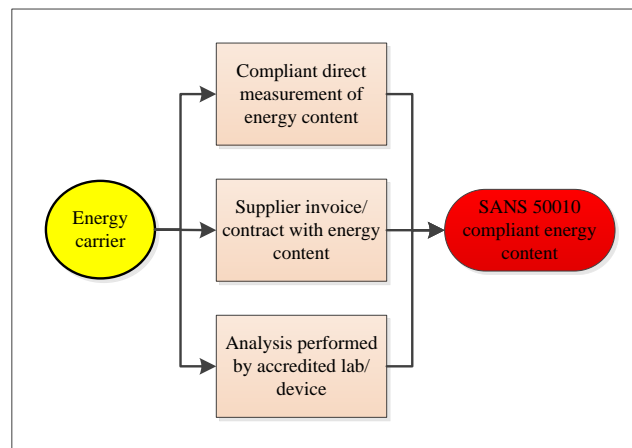 Compliant direct
measurement of
energy content
Energy
carrier
Supplier invoice/
contract with energy
content
SANS 50010
compliant energy
content
Analysis performed
by accredited lab/
device